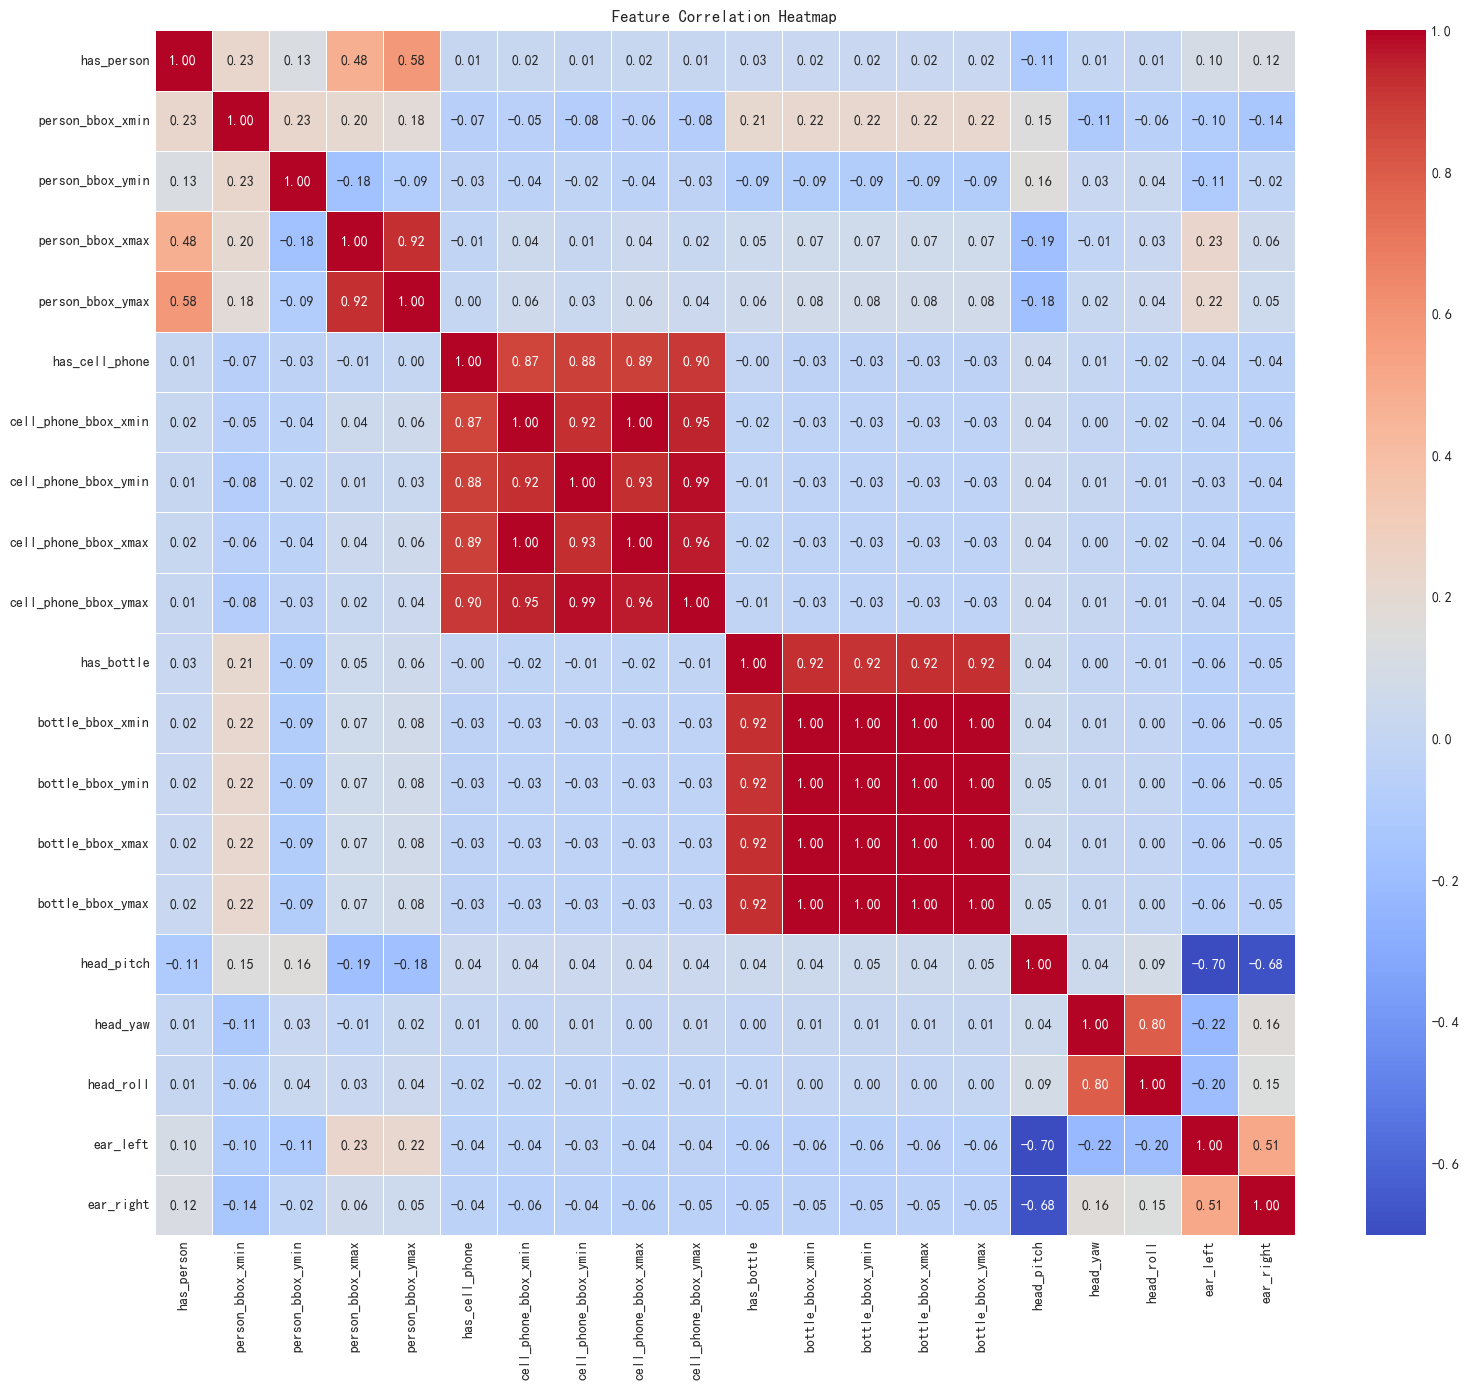 Feature Correlation Heatmap
has_person 1.00 0.23 0.13 0.48 0.58 0.01 0.02 0.01 0.02 0.01 0.03 0.02 0.02 0.02 0.02 -0.11 0.01 0.01 0.10 0.12
person_bbox_xmin 0.23 1.00 0.23 0.20 0.18 -0.07 -0.05 -0.08 -0.06 -0.08 0.21 0.22 0.22 0.22 0.22 0.15 -0.11 -0.06 -0.10 -0.14
person_bbox_ymin 0.13 0.23 1.00 -0.18 -0.09 -0.03 -0.04 -0.02 -0.04 -0.03 -0.09 -0.09 -0.09 -0.09 -0.09 0.16 0.03 0.04 -0.11 -0.02
person_bbox_xmax 0.48 0.20 -0.18 1.00 0.92 -0.01 0.04 0.01 0.04 0.02 0.05 0.07 0.07 0.07 0.07 -0.19 -0.01 0.03 0.23 0.06
person_bbox_ymax 0.58 0.18 -0.09 0.92 1.00 0.00 0.06 0.03 0.06 0.04 0.06 0.08 0.08 0.08 0.08 -0.18 0.02 0.04 0.22 0.05
has_cell_phone 0.01 -0.07 -0.03 -0.01 0.00 1.00 0.87 0.88 0.89 0.90 -0.00 -0.03 -0.03 -0.03 -0.03 0.04 0.01 -0.02 -0.04 -0.04
cell_phone_bbox_xmin 0.02 -0.05 -0.04 0.04 0.06 0.87 1.00 0.92 1.00 0.95 -0.02 -0.03 -0.03 -0.03 -0.03 0.04 0.00 -0.02 -0.04 -0.06
cell_phone_bbox_ymin 0.01 -0.08 -0.02 0.01 0.03 0.88 0.92 1.00 0.93 0.99 -0.01 -0.03 -0.03 -0.03 -0.03 0.04 0.01 -0.01 -0.03 -0.04
cell_phone_bbox_xmax 0.02 -0.06 -0.04 0.04 0.06 0.89 1.00 0.93 1.00 0.96 -0.02 -0.03 -0.03 -0.03 -0.03 0.04 0.00 -0.02 -0.04 -0.06
cell_phone_bbox_ymax 0.01 -0.08 -0.03 0.02 0.04 0.90 0.95 0.99 0.96 1.00 -0.01 -0.03 -0.03 -0.03 -0.03 0.04 0.01 -0.01 -0.04 -0.05
has_bottle 0.03 0.21 -0.09 0.05 0.06 -0.00 -0.02 -0.01 -0.02 -0.01 1.00 0.92 0.92 0.92 0.92 0.04 0.00 -0.01 -0.06 -0.05
bottle_bbox_xmin 0.02 0.22 -0.09 0.07 0.08 -0.03 -0.03 -0.03 -0.03 -0.03 0.92 1.00 1.00 1.00 1.00 0.04 0.01 0.00 -0.06 -0.05
bottle_bbox_ymin 0.02 0.22 -0.09 0.07 0.08 -0.03 -0.03 -0.03 -0.03 -0.03 0.92 1.00 1.00 1.00 1.00 0.05 0.01 0.00 -0.06 -0.05
bottle_bbox_xmax 0.02 0.22 -0.09 0.07 0.08 -0.03 -0.03 -0.03 -0.03 -0.03 0.92 1.00 1.00 1.00 1.00 0.04 0.01 0.00 -0.06 -0.05
bottle_bbox_ymax 0.02 0.22 -0.09 0.07 0.08 -0.03 -0.03 -0.03 -0.03 -0.03 0.92 1.00 1.00 1.00 1.00 0.05 0.01 0.00 -0.06 -0.05
head_pitch -0.11 0.15 0.16 -0.19 -0.18 0.04 0.04 0.04 0.04 0.04 0.04 0.04 0.05 0.04 0.05 1.00 0.04 0.09 -0.70 -0.68
head_yaw 0.01 -0.11 0.03 -0.01 0.02 0.01 0.00 0.01 0.00 0.01 0.00 0.01 0.01 0.01 0.01 0.04 1.00 0.80 -0.22 0.16
head_roll 0.01 -0.06 0.04 0.03 0.04 -0.02 -0.02 -0.01 -0.02 -0.01 -0.01 0.00 0.00 0.00 0.00 0.09 0.80 1.00 -0.20 0.15
ear_left 0.10 -0.10 -0.11 0.23 0.22 -0.04 -0.04 -0.03 -0.04 -0.04 -0.06 -0.06 -0.06 -0.06 -0.06 -0.70 -0.22 -0.20 1.00 0.51
ear_right 0.12 -0.14 -0.02 0.06 0.05 -0.04 -0.06 -0.04 -0.06 -0.05 -0.05 -0.05 -0.05 -0.05 -0.05 -0.68 0.16 0.15 0.51 1.00
has_person
person_bbox_xmin
person_bbox_ymin
person_bbox_xmax
person_bbox_ymax
has_cell_phone
cell_phone_bbox_xmin
cell_phone_bbox_ymin
cell_phone_bbox_xmax
cell_phone_bbox_ymax
has_bottle
bottle_bbox_xmin
bottle_bbox_ymin
bottle_bbox_xmax
bottle_bbox_ymax
head_pitch
head_yaw
head_roll
ear_left
ear_right
1.0
0.8
0.6
0.4
0.2
0.0
-0.2
-0.4
-0.6